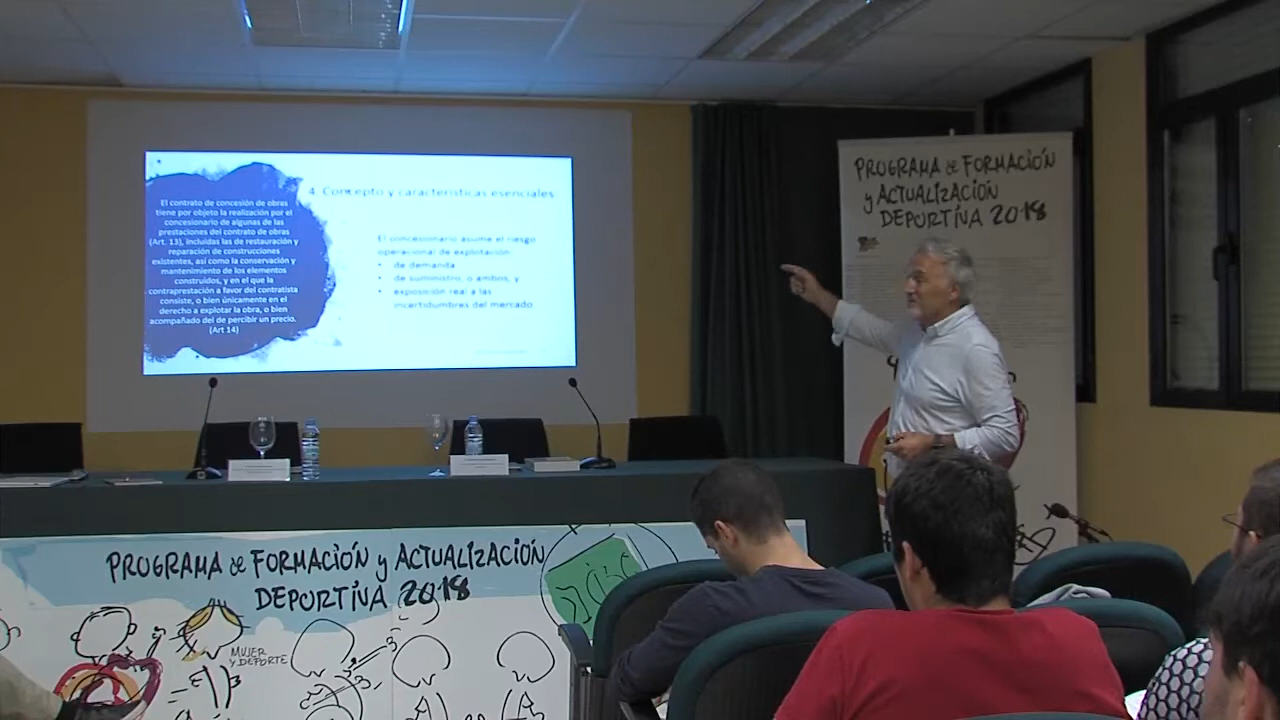 El contrato de concesión de obras
tiene por objeto la realización por el
concesionario de algunas de las
prestaciones del contrato de obras
(Art. 13), incluidas las de restauración y
reparación de construcciones
existentes, así como la conservación y
mantenimiento de los elementos
construidos, y en el que la
contraprestación a favor del contratista
consiste, o bien únicamente en el
derecho a explotar la obra, o bien
acompañado del de percibir un precio.
(Art 14)
4. Concepto y características esenciales
El concesionario asume el riesgo
operacional de explotación:
• de demanda
• de suministro, o ambos, y
• exposición real a las
incertidumbres del mercado
PROGRAMA de FORMACIÓN
y ACTUALIZACIÓN
DEPORTIVA 2018
PROGRAMA de FORMACIÓN y ACTUALIZACIÓN
DEPORTIVA 2018
MUJER
y DEPORTE